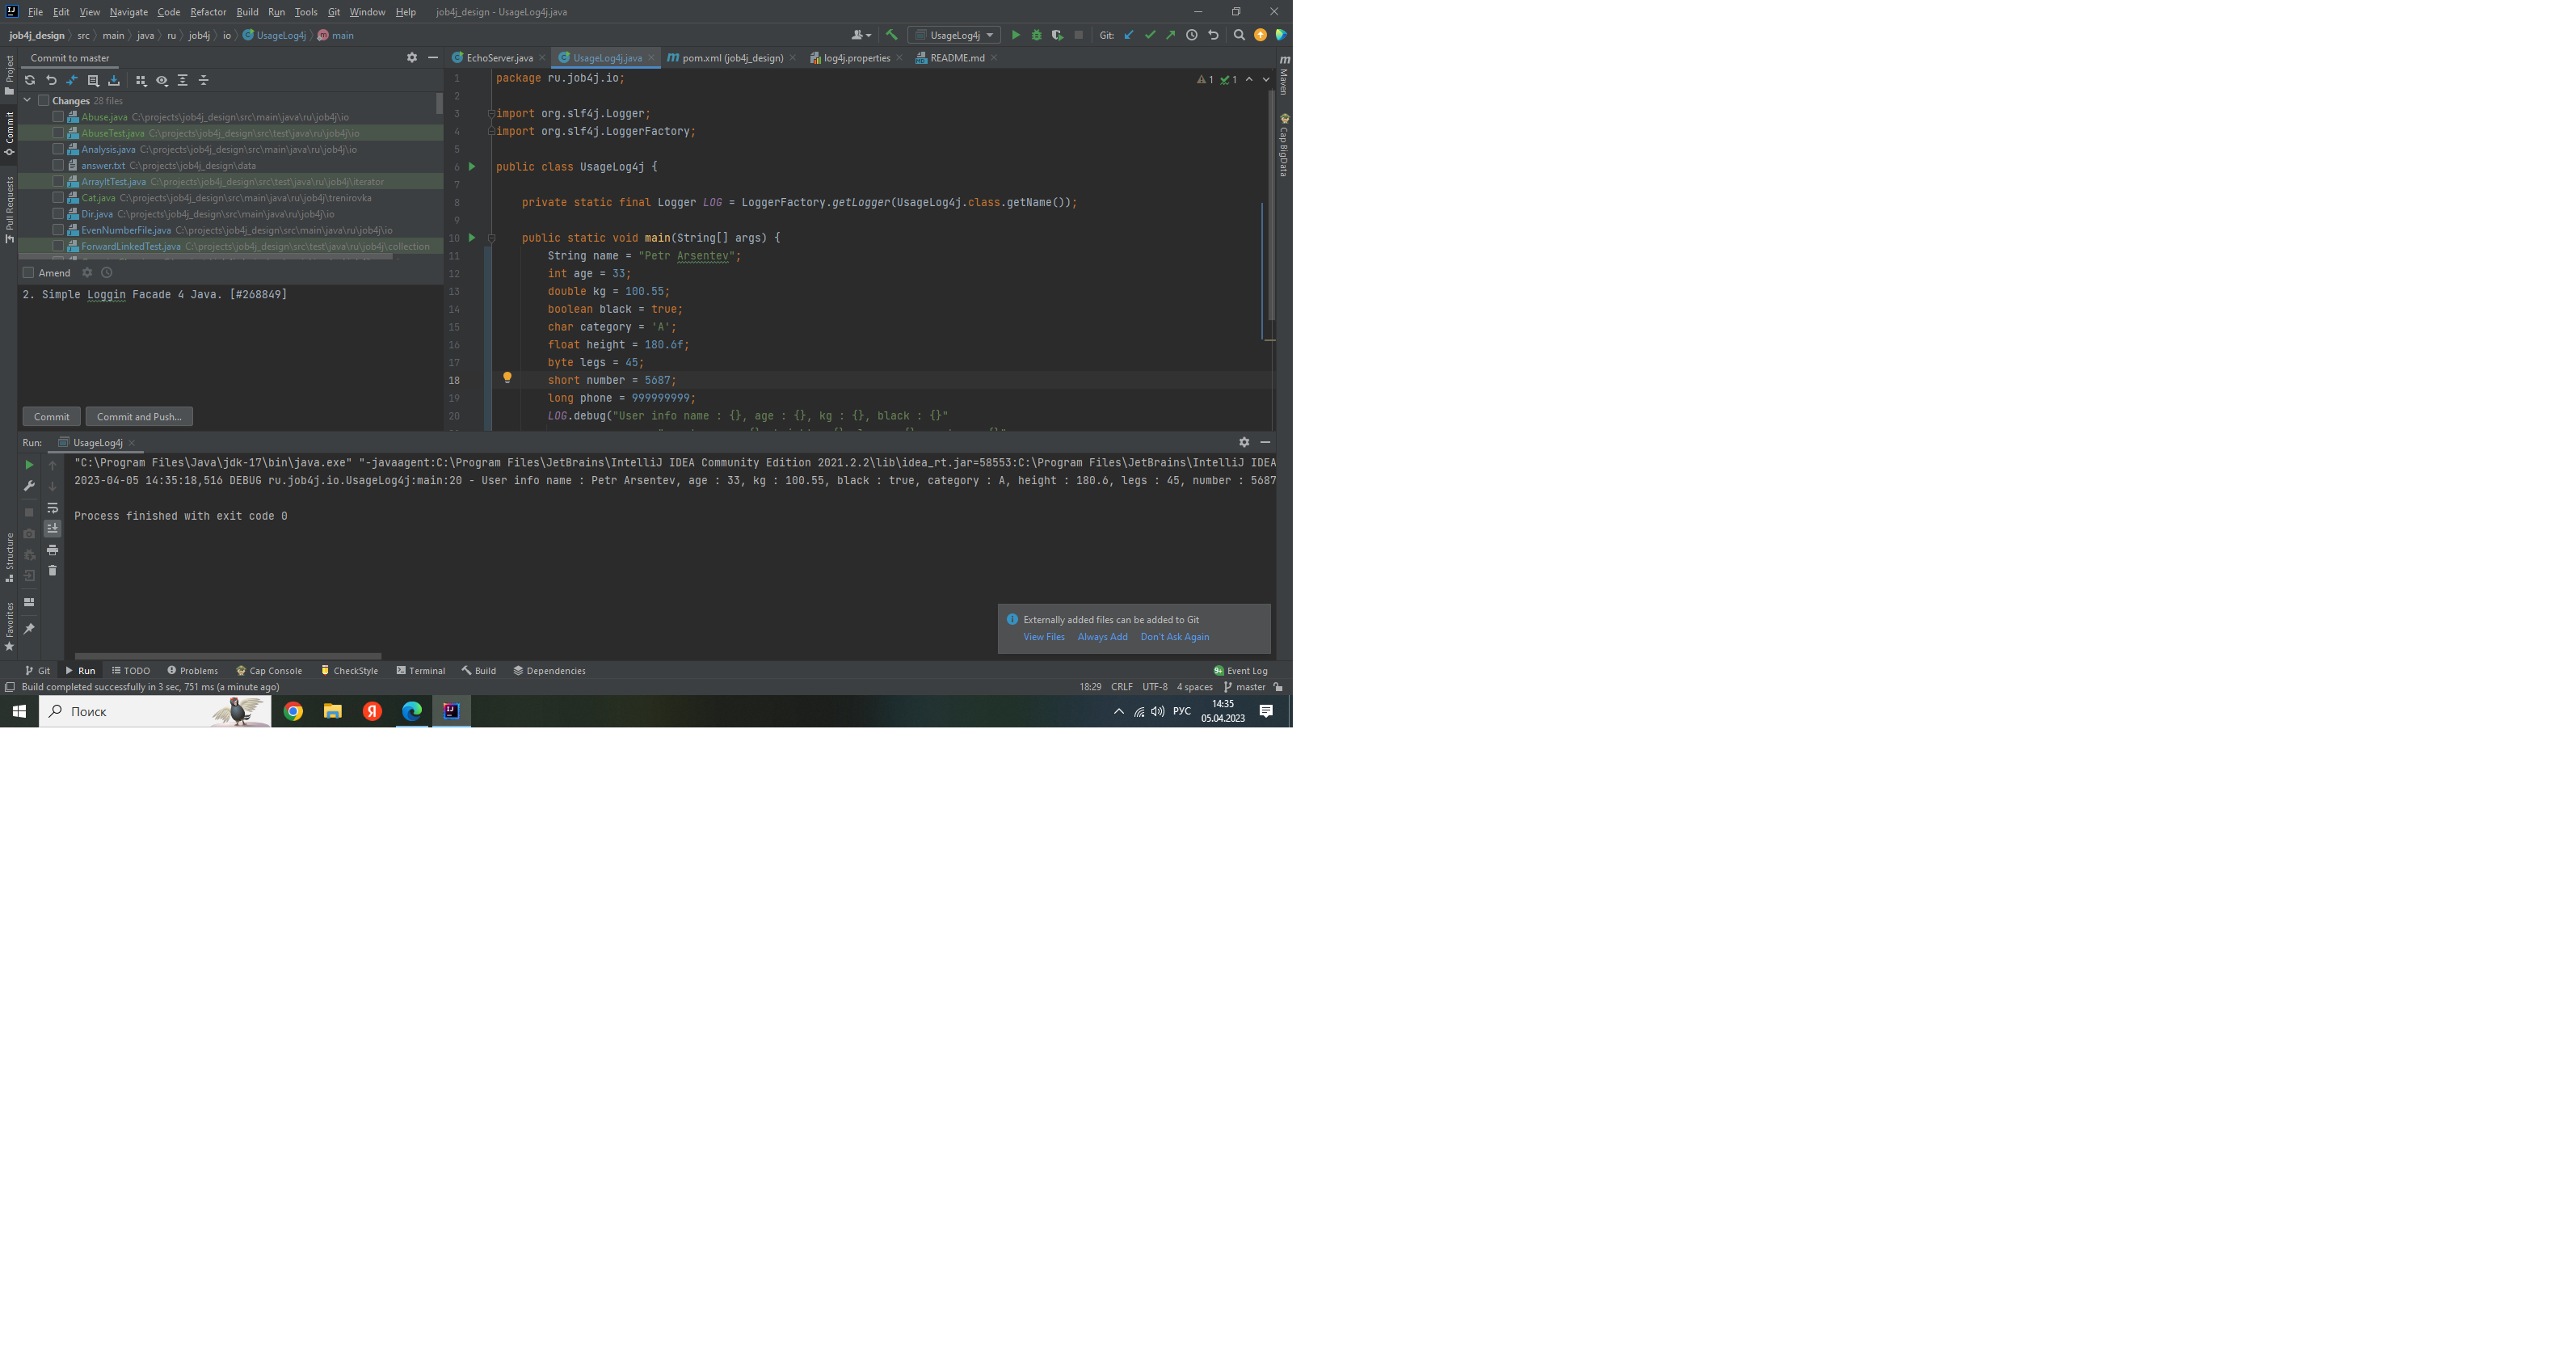 File Edit View Navigate Code Refactor Build Run Tools Git Window Help job4j_design - UsageLog4j.java
job4j_design src main java ru job4j io UsageLog4j main UsageLog4j Git:
Commit to master
EchoServer.java UsageLog4j.java pom.xml (job4j_design) log4j.properties README.md
Project
Commit
Pull Requests
Structure
Favorites
Maven
Cap BigData
Changes 28 files
Abuse.java C:\projects\job4j_design\src\main\java\ru\job4j\io
AbuseTest.java C:\projects\job4j_design\src\test\java\ru\job4j\io
Analysis.java C:\projects\job4j_design\src\main\java\ru\job4j\io
answer.txt C:\projects\job4j_design\data
ArrayItTest.java C:\projects\job4j_design\src\test\java\ru\job4j\iterator
Cat.java C:\projects\job4j_design\src\main\java\ru\job4j\trenirovka
Dir.java C:\projects\job4j_design\src\main\java\ru\job4j\io
EvenNumberFile.java C:\projects\job4j_design\src\main\java\ru\job4j\io
ForwardLinkedTest.java C:\projects\job4j_design\src\test\java\ru\job4j\collection
Amend
2. Simple Loggin Facade 4 Java. [#268849]
Commit Commit and Push...
1 package ru.job4j.io;
2
3 import org.slf4j.Logger;
4 import org.slf4j.LoggerFactory;
5
6 public class UsageLog4j {
7
8 private static final Logger LOG = LoggerFactory.getLogger(UsageLog4j.class.getName());
9
10 public static void main(String[] args) {
11 String name = "Petr Arsentev";
12 int age = 33;
13 double kg = 100.55;
14 boolean black = true;
15 char category = 'A';
16 float height = 180.6f;
17 byte legs = 45;
18 short number = 5687;
19 long phone = 999999999;
20 LOG.debug("User info name : {}, age : {}, kg : {}, black : {}"
1 1
Run: UsageLog4j
"C:\Program Files\Java\jdk-17\bin\java.exe" "-javaagent:C:\Program Files\JetBrains\IntelliJ IDEA Community Edition 2021.2.2\lib\idea_rt.jar=58553:C:\Program Files\JetBrains\IntelliJ IDEA
2023-04-05 14:35:18,516 DEBUG ru.job4j.io.UsageLog4j:main:20 - User info name : Petr Arsentev, age : 33, kg : 100.55, black : true, category : A, height : 180.6, legs : 45, number : 5687
Process finished with exit code 0
Externally added files can be added to Git
View Files Always Add Don't Ask Again
Git Run TODO Problems Cap Console CheckStyle Terminal Build Dependencies 9+ Event Log
Build completed successfully in 3 sec, 751 ms (a minute ago) 18:29 CRLF UTF-8 4 spaces master
Поиск РУС 14:35
05.04.2023